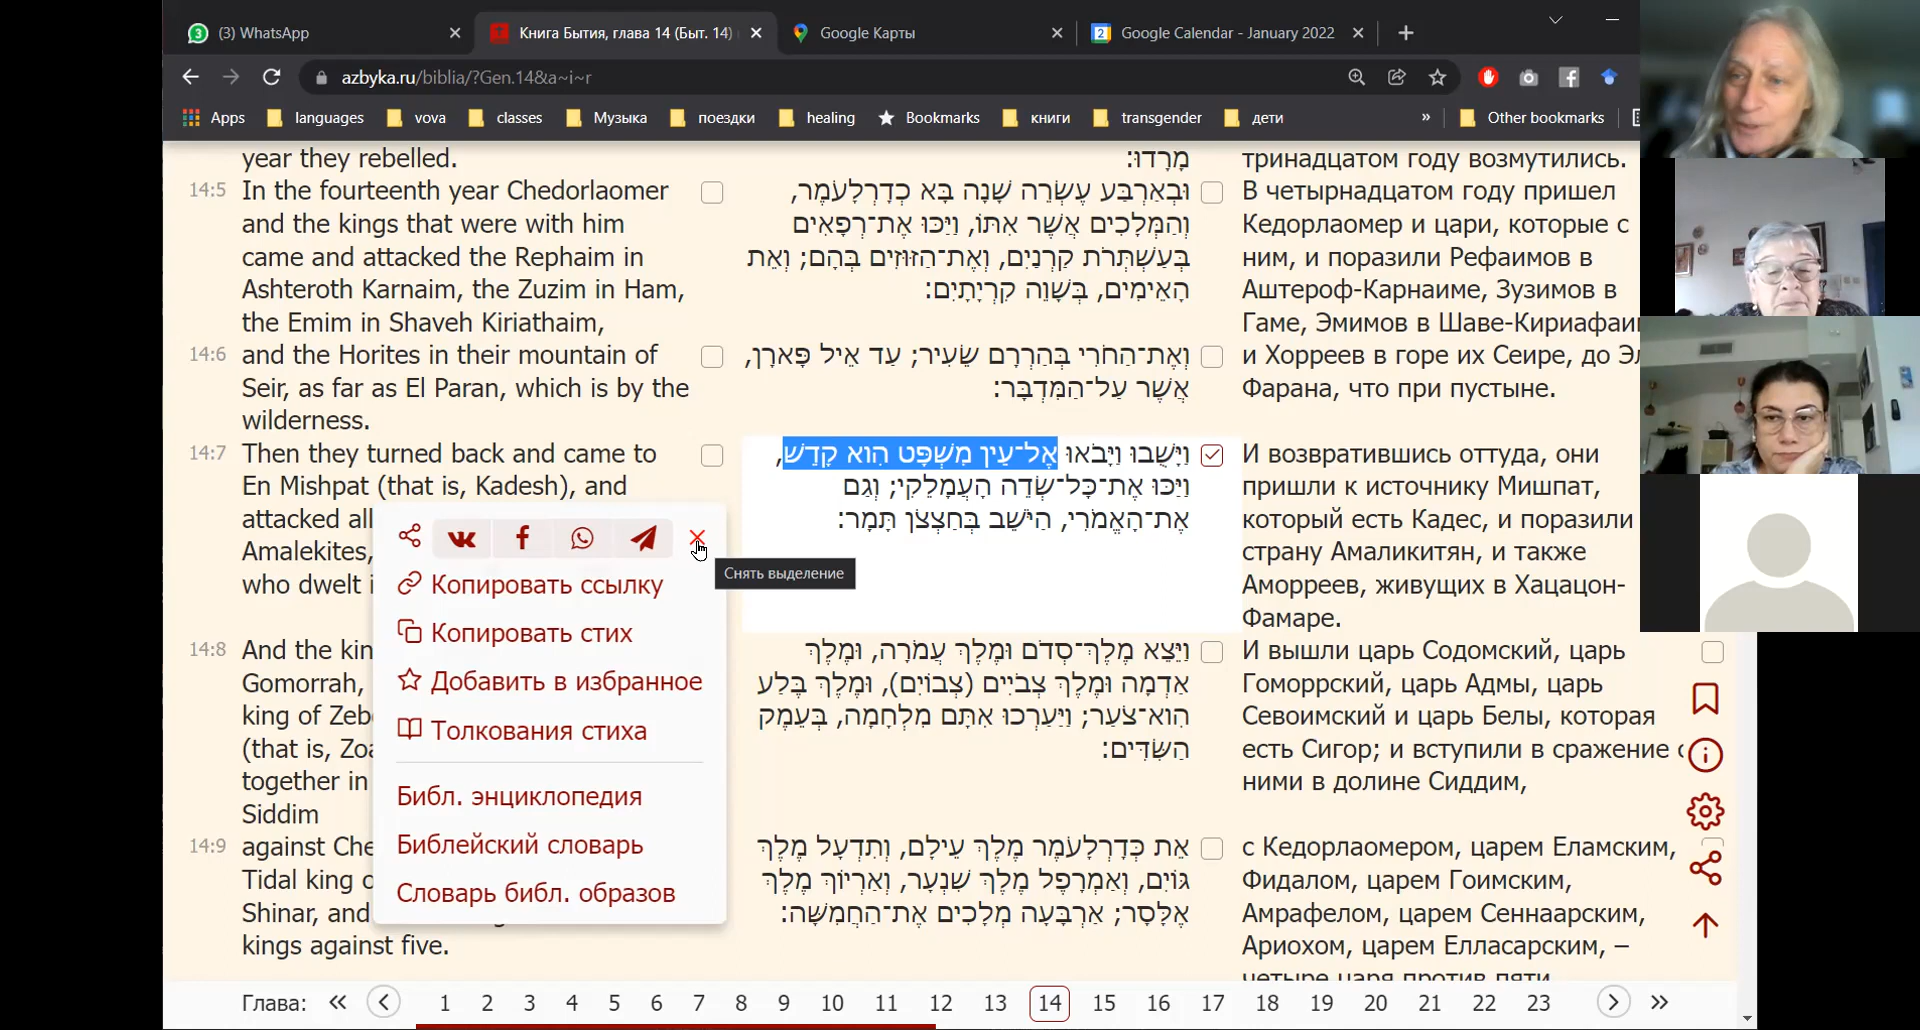 (3) WhatsApp
Книга Бытия, глава 14 (Быт. 14)
Google Карты
Google Calendar - January 2022
azbyka.ru/biblia/?Gen.14&a~i~r
Apps languages vova classes Музыка поездки healing Bookmarks книги transgender дети » Other bookmarks
year they rebelled.
14:5 In the fourteenth year Chedorlaomer
and the kings that were with him
came and attacked the Rephaim in
Ashteroth Karnaim, the Zuzim in Ham,
the Emim in Shaveh Kiriathaim,
14:6 and the Horites in their mountain of
Seir, as far as El Paran, which is by the
wilderness.
14:7 Then they turned back and came to
En Mishpat (that is, Kadesh), and
attacked all
Amalekites,
who dwelt i
14:8 And the kin
Gomorrah,
king of Zeb
(that is, Zoa
together in
Siddim
14:9 against Che
Tidal king o
Shinar, and
kings against five.
Копировать ссылку
Копировать стих
Добавить в избранное
Толкования стиха
Библ. энциклопедия
Библейский словарь
Словарь библ. образов
Снять выделение
מָרָדוּ:
וּבְאַרְבַּע עֶשְׂרֵה שָׁנָה בָּא כְדָרְלָעֹמֶר,
וְהַמְּלָכִים אֲשֶׁר אִתּוֹ, וַיַּכּוּ אֶת־רְפָאִים
בְּעַשְׁתְּרֹת קַרְנַיִם, וְאֶת־הַזּוּזִים בְּהָם; וְאֵת
הָאֵימִים, בְּשָׁוֵה קִרְיָתָיִם:
וְאֶת־הַחֹרִי בְּהַרְרָם שֵׂעִיר; עַד אֵיל פָּארָן,
אֲשֶׁר עַל־הַמִּדְבָּר:
וַיָּשֻׁבוּ וַיָּבֹאוּ אֶל־עֵין מִשְׁפָּט הִוא קָדֵשׁ,
וַיַּכּוּ אֶת־כָּל־שְׂדֵה הָעֲמָלֵקִי; וְגַם
אֶת־הָאֱמֹרִי, הַיֹּשֵׁב בְּחַצְצֹן תָּמָר:
וַיֵּצֵא מֶלֶךְ־סְדֹם וּמֶלֶךְ עֲמֹרָה, וּמֶלֶךְ
אַדְמָה וּמֶלֶךְ צְבֹיִים (צְבוֹיִם), וּמֶלֶךְ בֶּלַע
הִוא־צֹעַר; וַיַּעַרְכוּ אִתָּם מִלְחָמָה, בְּעֵמֶק
הַשִּׂדִּים:
אֵת כְּדָרְלָעֹמֶר מֶלֶךְ עֵילָם, וְתִדְעָל מֶלֶךְ
גּוֹיִם, וְאַמְרָפֶל מֶלֶךְ שִׁנְעָר, וְאַרְיוֹךְ מֶלֶךְ
אֶלָּסָר; אַרְבָּעָה מְלָכִים אֶת־הַחֲמִשָּׁה:
тринадцатом году возмутились.
В четырнадцатом году пришел
Кедорлаомер и цари, которые с
ним, и поразили Рефаимов в
Аштероф-Карнаиме, Зузимов в
Гаме, Эмимов в Шаве-Кириафаи
и Хорреев в горе их Сеире, до Эл
Фарана, что при пустыне.
И возвратившись оттуда, они
пришли к источнику Мишпат,
который есть Кадес, и поразили
страну Амаликитян, и также
Аморреев, живущих в Хацацон-
Фамаре.
И вышли царь Содомский, царь
Гоморрский, царь Адмы, царь
Севоимский и царь Белы, которая
есть Сигор; и вступили в сражение с
ними в долине Сиддим,
с Кедорлаомером, царем Еламским,
Фидалом, царем Гоимским,
Амрафелом, царем Сеннаарским,
Ариохом, царем Елласарским, –
четыре царя против пяти
Глава: « 1 2 3 4 5 6 7 8 9 10 11 12 13 14 15 16 17 18 19 20 21 22 23 »